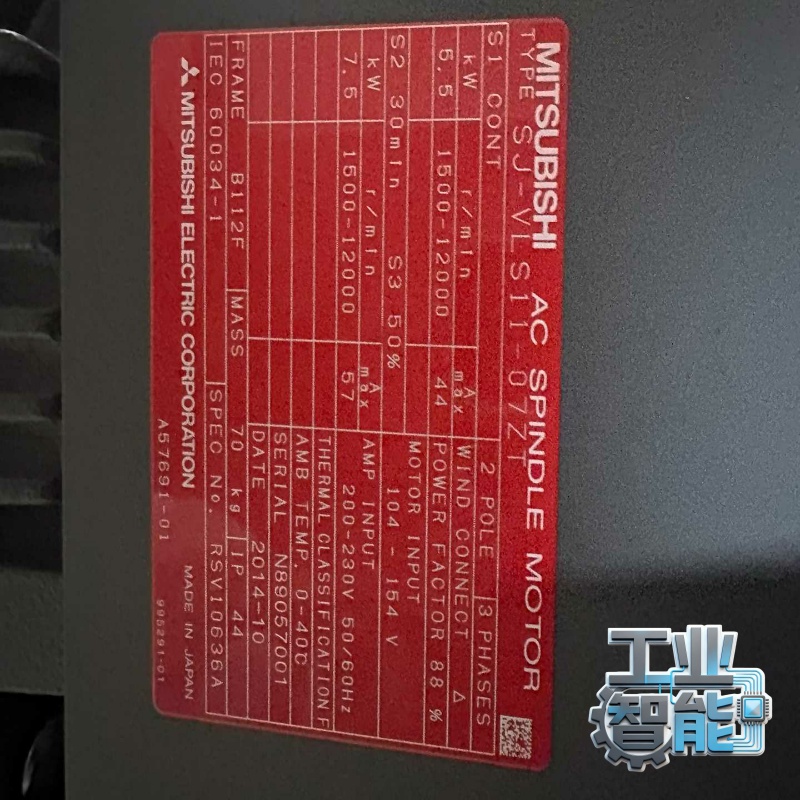 MITSUBISHI AC SPINDLE MOTOR
TYPE SJ-VLS11-07ZT
S1 CONT 2 POLE 3 PHASES
kW r/min A max WIND CONNECT Δ
5.5 1500-12000 44 POWER FACTOR 88 %
S2 30min S3 50% MOTOR INPUT
104 - 154 V
kW r/min A max AMP INPUT
7.5 1500-12000 57 200-230V 50/60Hz
THERMAL CLASSIFICATION F
AMB TEMP. 0-40C
SERIAL N89057001
DATE 2014-10
FRAME B112F MASS 70 kg IP 44
IEC 60034-1 SPEC No. RSV10636A
MITSUBISHI ELECTRIC CORPORATION MADE IN JAPAN
A57691-01 995291-01
工业
智能